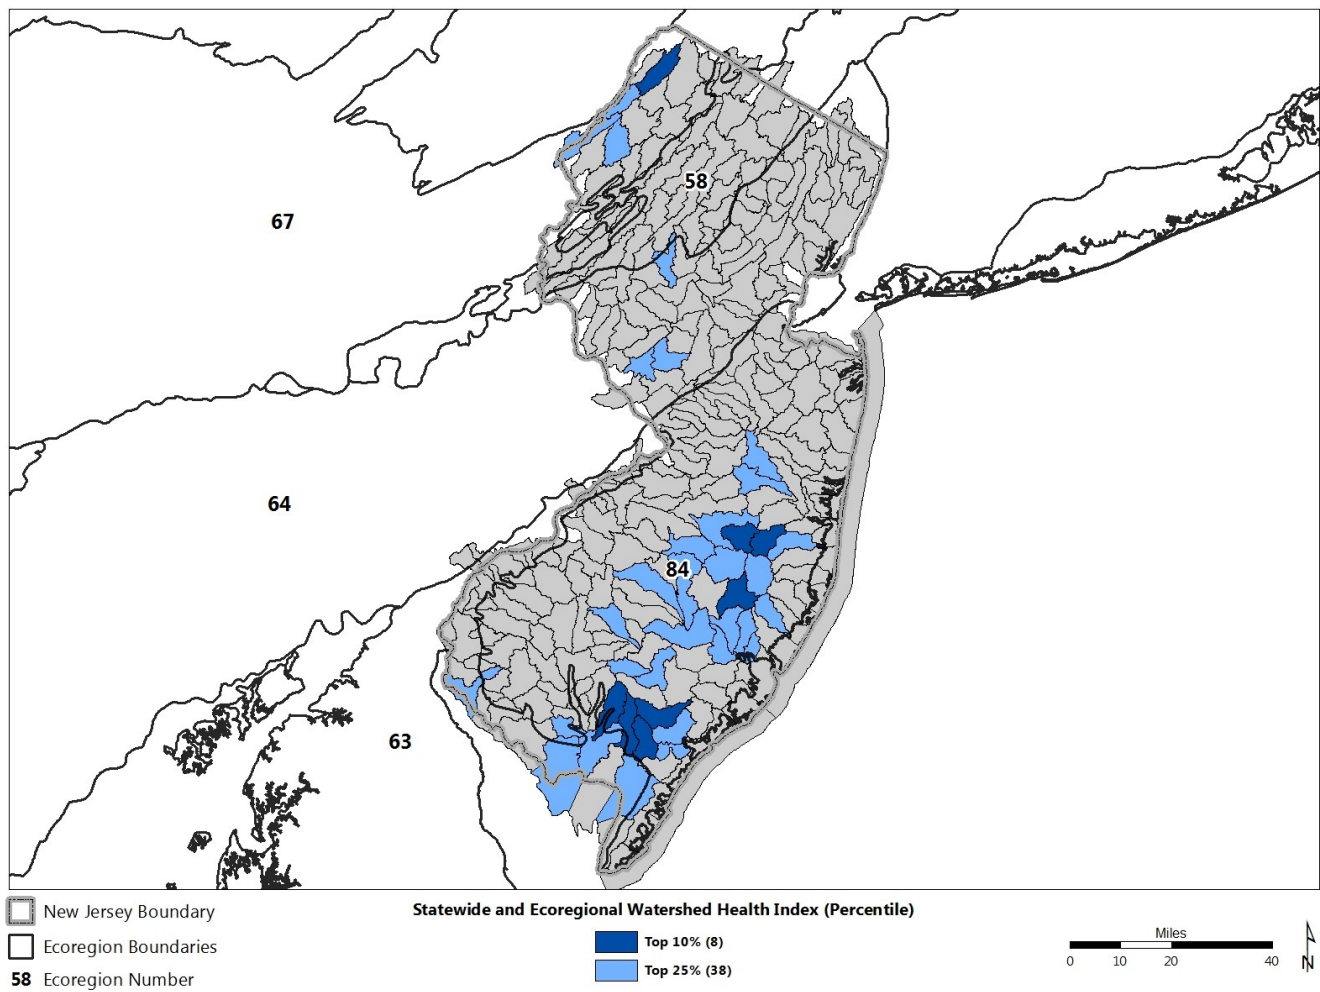 58
67
64
84
63
New Jersey Boundary
Ecoregion Boundaries
58 Ecoregion Number
Statewide and Ecoregional Watershed Health Index (Percentile)
Top 10% (8)
Top 25% (38)
Miles
0 10 20 40
N